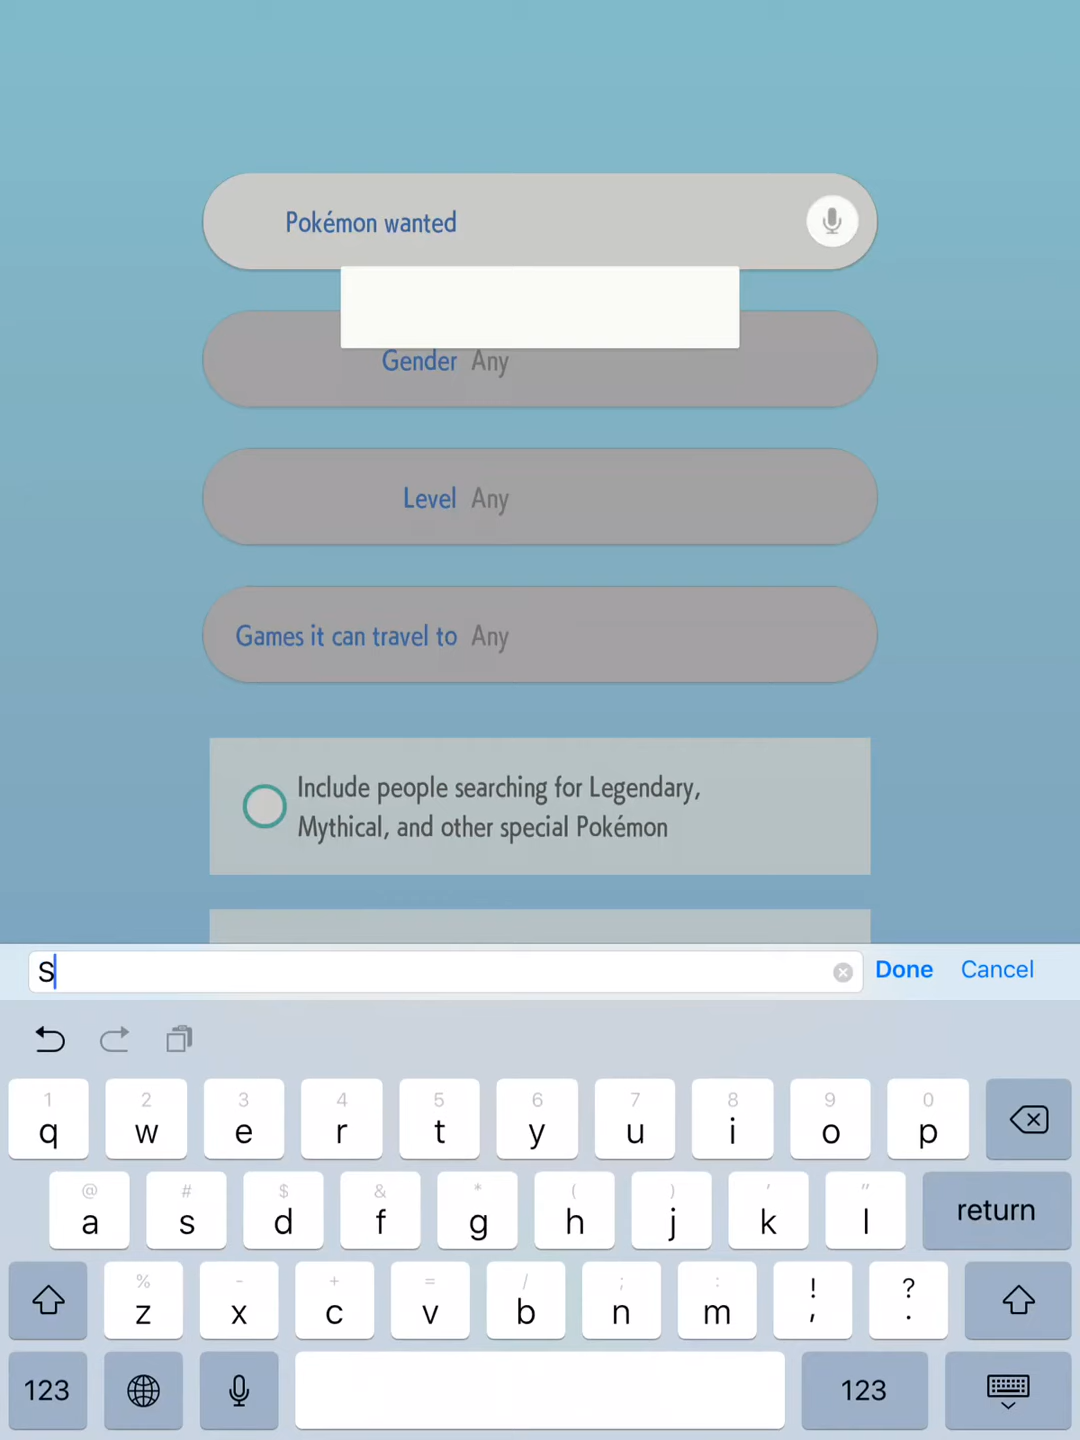 Pokémon wanted
Gender Any
Level Any
Games it can travel to Any
Include people searching for Legendary,
Mythical, and other special Pokémon
S Done Cancel
1 2 3 4 5 6 7 8 9 0
q w e r t y u i o p
@ # $ & * ( ) ' "
a s d f g h j k l return
% - + = / ; : ! ?
z x c v b n m , .
123 123